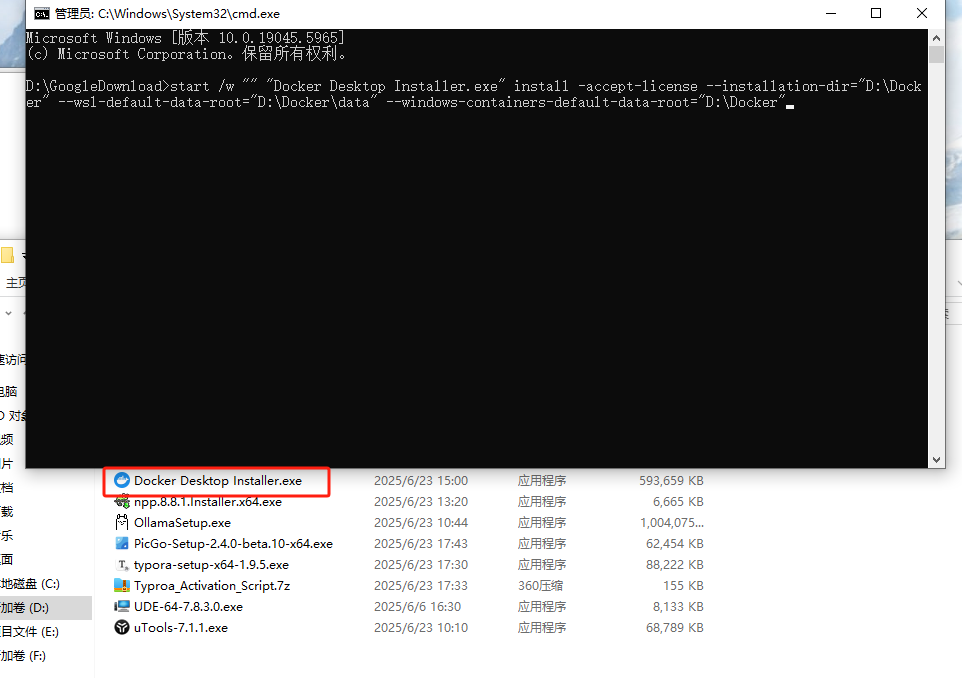 管理员: C:\Windows\System32\cmd.exe
Microsoft Windows [版本 10.0.19045.5965]
(c) Microsoft Corporation。保留所有权利。
D:\GoogleDownload>start /w "" "Docker Desktop Installer.exe" install -accept-license --installation-dir="D:\Dock
er" --wsl-default-data-root="D:\Docker\data" --windows-containers-default-data-root="D:\Docker"
主页
速访问
电脑
D 对象
视频
图片
文档
下载
音乐
桌面
本地磁盘 (C:)
新加卷 (D:)
项目文件 (E:)
新加卷 (F:)
Docker Desktop Installer.exe 2025/6/23 15:00 应用程序 593,659 KB
npp.8.8.1.Installer.x64.exe 2025/6/23 13:20 应用程序 6,665 KB
OllamaSetup.exe 2025/6/23 10:44 应用程序 1,004,075...
PicGo-Setup-2.4.0-beta.10-x64.exe 2025/6/23 17:43 应用程序 62,454 KB
typora-setup-x64-1.9.5.exe 2025/6/23 17:30 应用程序 88,222 KB
Typroa_Activation_Script.7z 2025/6/23 17:33 360压缩 155 KB
UDE-64-7.8.3.0.exe 2025/6/6 16:30 应用程序 8,133 KB
uTools-7.1.1.exe 2025/6/23 10:10 应用程序 68,789 KB